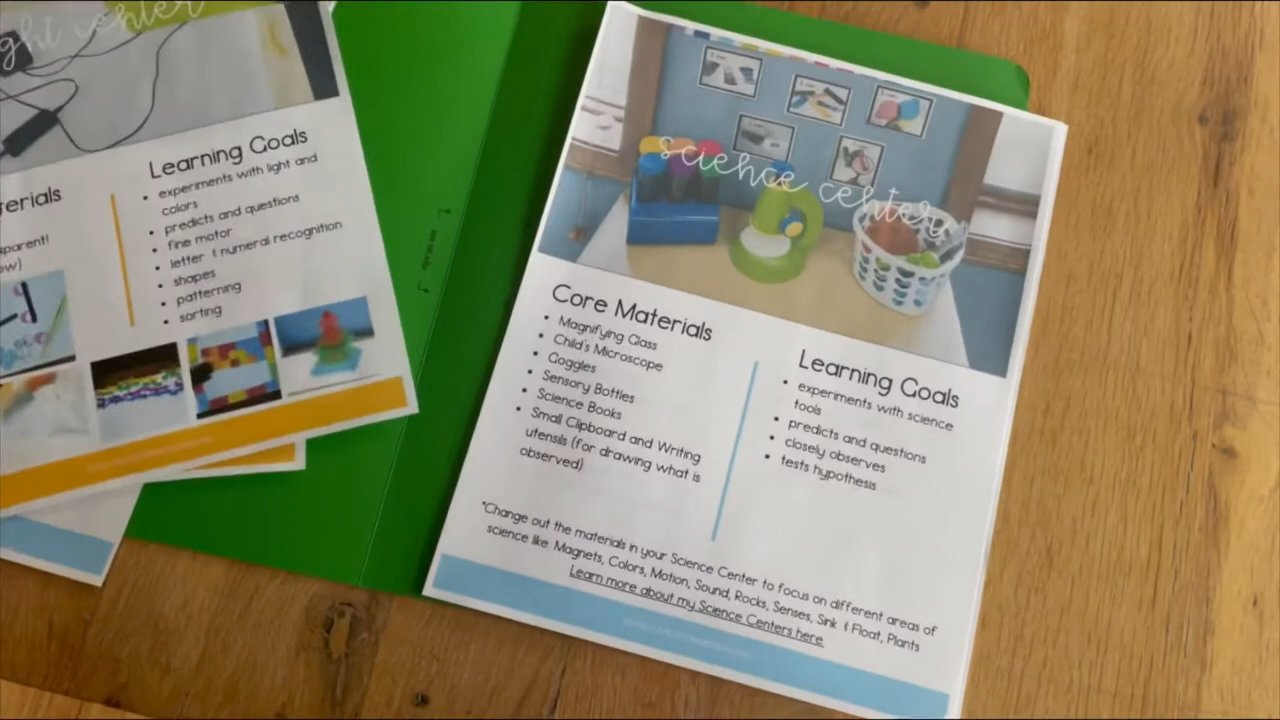 ght center
erials
parent!
ow)
Learning Goals
• experiments with light and
colors
• predicts and questions
• fine motor
• letter & numeral recognition
• shapes
• patterning
• sorting
science center
Core Materials
• Magnifying Glass
• Child's Microscope
• Goggles
• Sensory Bottles
• Science Books
• Small Clipboard and Writing
utensils (for drawing what is
observed)
Learning Goals
• experiments with science
tools
• predicts and questions
• closely observes
• tests hypothesis
*Change out the materials in your Science Center to focus on different areas of
science like: Magnets, Colors, Motion, Sound, Rocks, Senses, Sink & Float, Plants
Learn more about my Science Centers here.